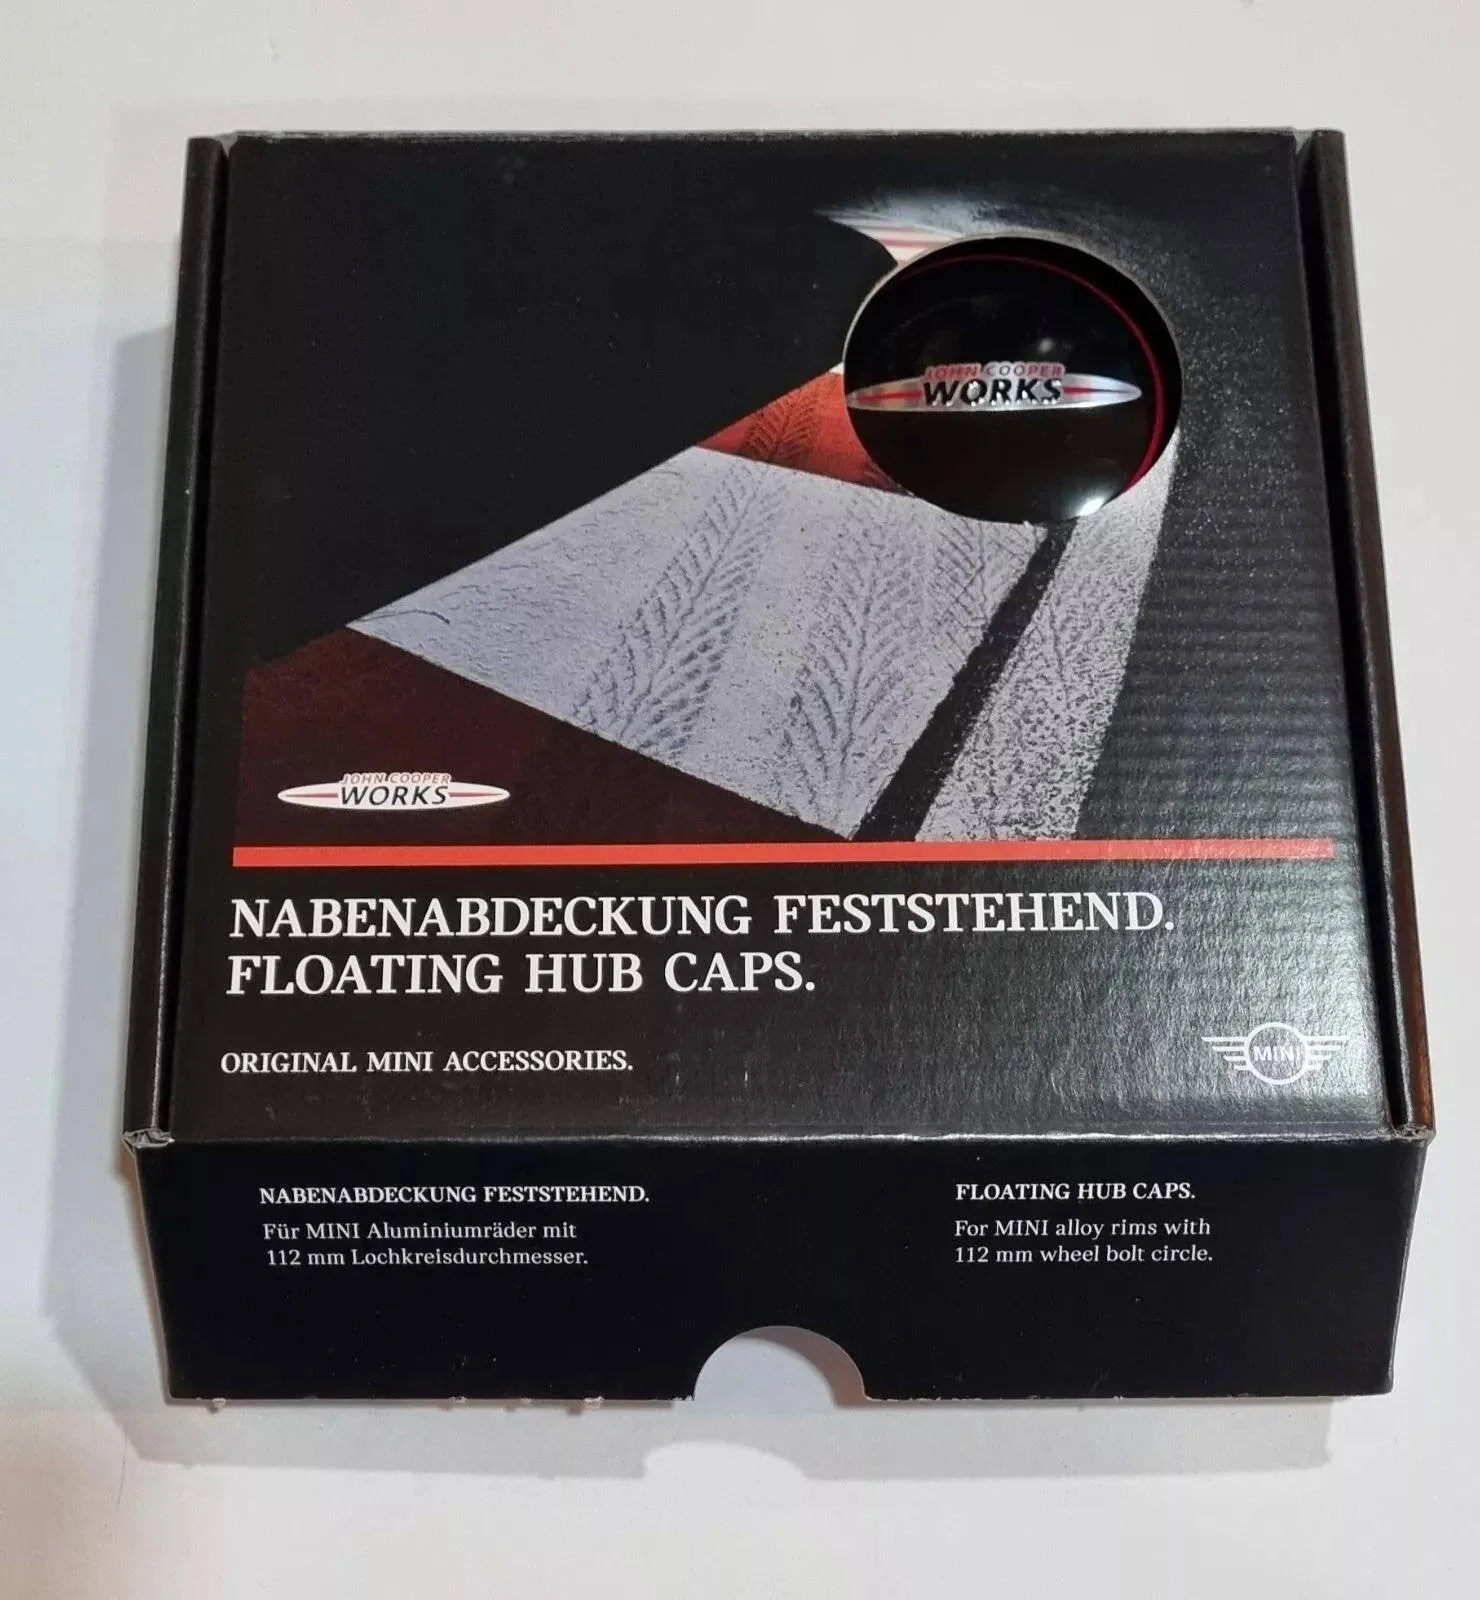 JOHN COOPER
WORKS
JOHN COOPER
WORKS
NABENABDECKUNG FESTSTEHEND.
FLOATING HUB CAPS.
ORIGINAL MINI ACCESSORIES.
MINI
NABENABDECKUNG FESTSTEHEND.
Für MINI Aluminiumräder mit
112 mm Lochkreisdurchmesser.
FLOATING HUB CAPS.
For MINI alloy rims with
112 mm wheel bolt circle.